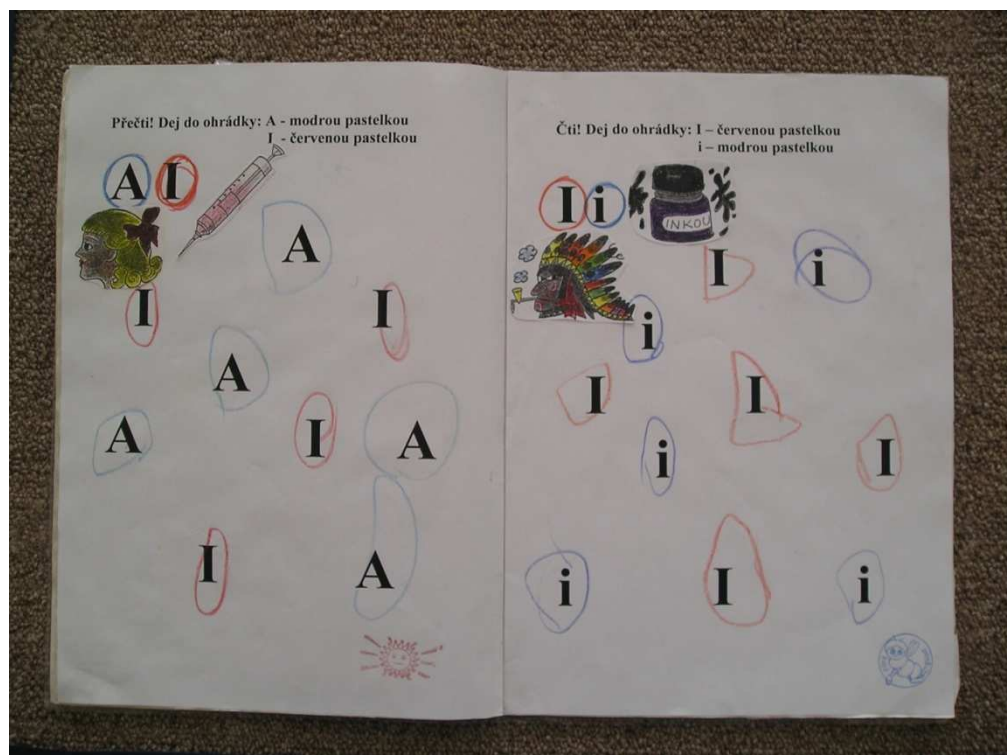 Přečti! Dej do ohrádky: A - modrou pastelkou
I - červenou pastelkou
A I
A
I I
A
A I A
I A
Čti! Dej do ohrádky: I – červenou pastelkou
i – modrou pastelkou
I i
INKOU
I i
i
I I
i I
i I i